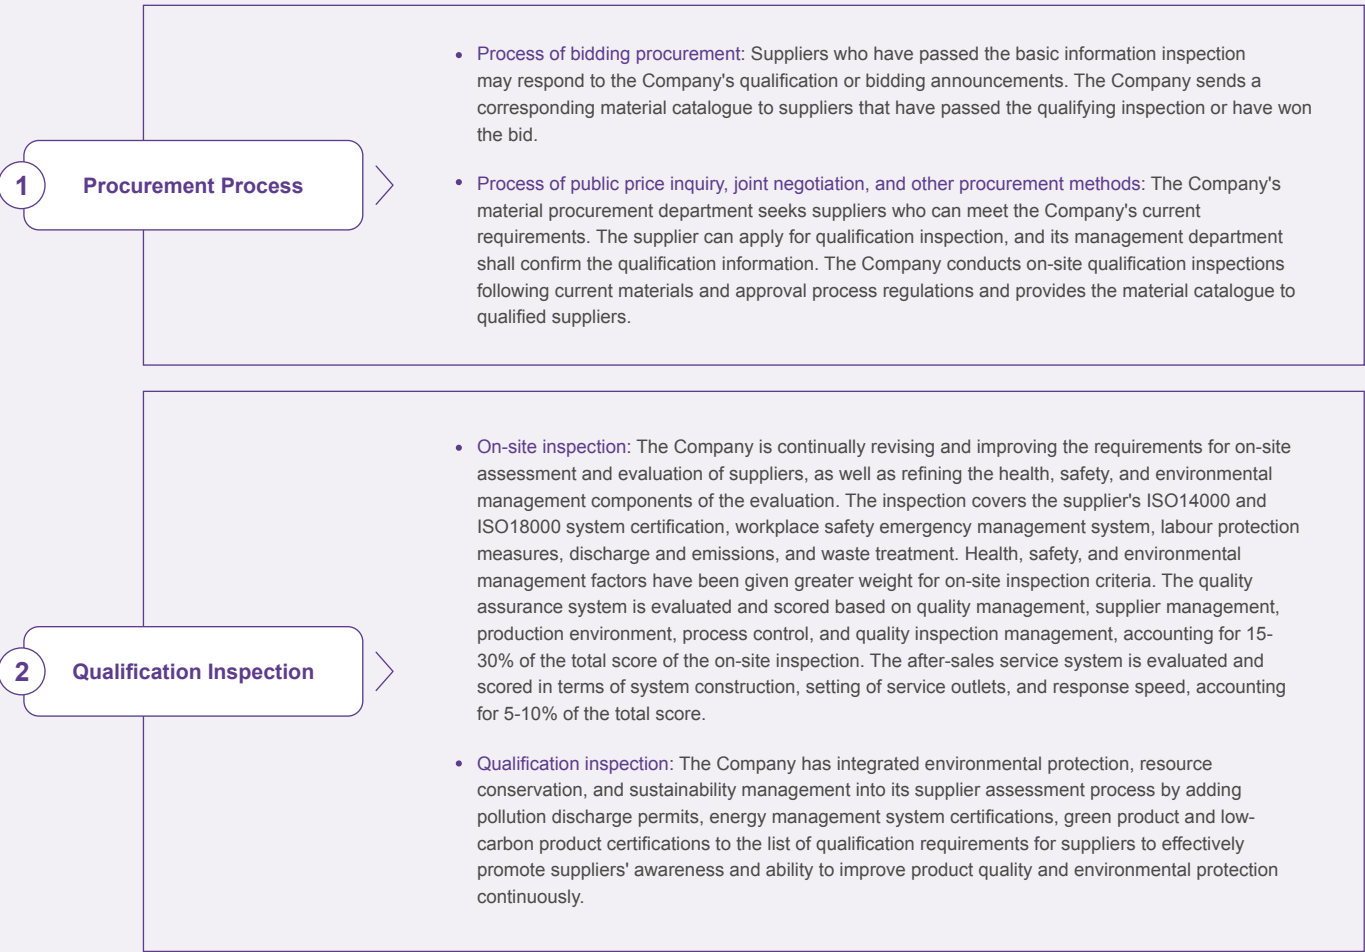 1
Procurement Process
• Process of bidding procurement: Suppliers who have passed the basic information inspection
may respond to the Company's qualification or bidding announcements. The Company sends a
corresponding material catalogue to suppliers that have passed the qualifying inspection or have won
the bid.
• Process of public price inquiry, joint negotiation, and other procurement methods: The Company's
material procurement department seeks suppliers who can meet the Company's current
requirements. The supplier can apply for qualification inspection, and its management department
shall confirm the qualification information. The Company conducts on-site qualification inspections
following current materials and approval process regulations and provides the material catalogue to
qualified suppliers.
2
Qualification Inspection
• On-site inspection: The Company is continually revising and improving the requirements for on-site
assessment and evaluation of suppliers, as well as refining the health, safety, and environmental
management components of the evaluation. The inspection covers the supplier's ISO14000 and
ISO18000 system certification, workplace safety emergency management system, labour protection
measures, discharge and emissions, and waste treatment. Health, safety, and environmental
management factors have been given greater weight for on-site inspection criteria. The quality
assurance system is evaluated and scored based on quality management, supplier management,
production environment, process control, and quality inspection management, accounting for 15-
30% of the total score of the on-site inspection. The after-sales service system is evaluated and
scored in terms of system construction, setting of service outlets, and response speed, accounting
for 5-10% of the total score.
• Qualification inspection: The Company has integrated environmental protection, resource
conservation, and sustainability management into its supplier assessment process by adding
pollution discharge permits, energy management system certifications, green product and low-
carbon product certifications to the list of qualification requirements for suppliers to effectively
promote suppliers' awareness and ability to improve product quality and environmental protection
continuously.